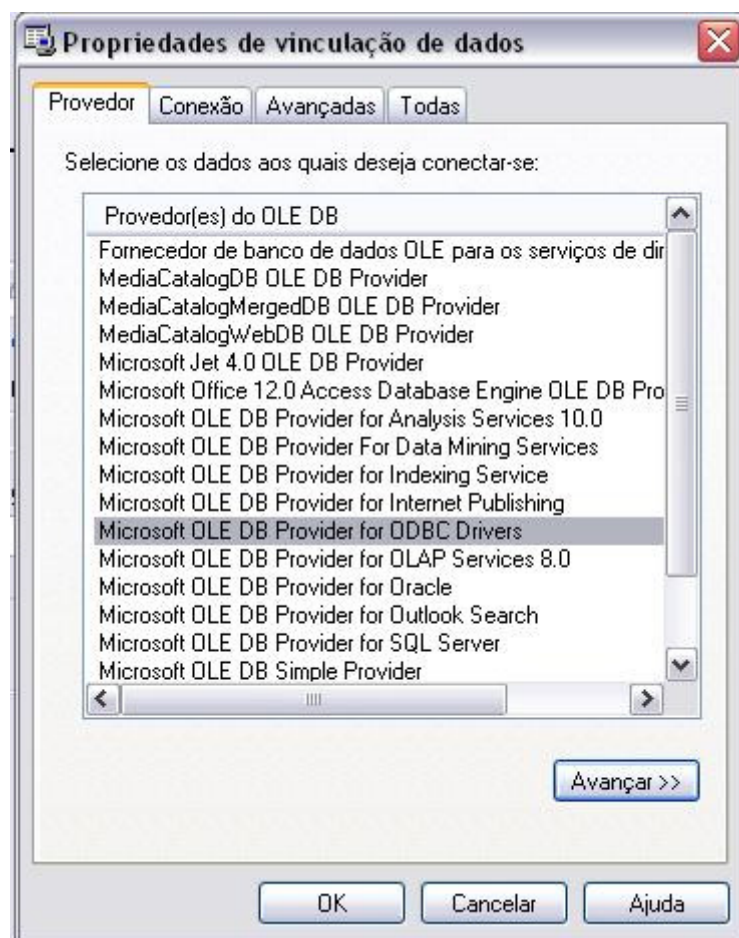 Propriedades de vinculação de dados
Provedor Conexão Avançadas Todas
Selecione os dados aos quais deseja conectar-se:
Provedor(es) do OLE DB
Fornecedor de banco de dados OLE para os serviços de dir
MediaCatalogDB OLE DB Provider
MediaCatalogMergedDB OLE DB Provider
MediaCatalogWebDB OLE DB Provider
Microsoft Jet 4.0 OLE DB Provider
Microsoft Office 12.0 Access Database Engine OLE DB Pro
Microsoft OLE DB Provider for Analysis Services 10.0
Microsoft OLE DB Provider For Data Mining Services
Microsoft OLE DB Provider for Indexing Service
Microsoft OLE DB Provider for Internet Publishing
Microsoft OLE DB Provider for ODBC Drivers
Microsoft OLE DB Provider for OLAP Services 8.0
Microsoft OLE DB Provider for Oracle
Microsoft OLE DB Provider for Outlook Search
Microsoft OLE DB Provider for SQL Server
Microsoft OLE DB Simple Provider
Avançar >>
OK Cancelar Ajuda